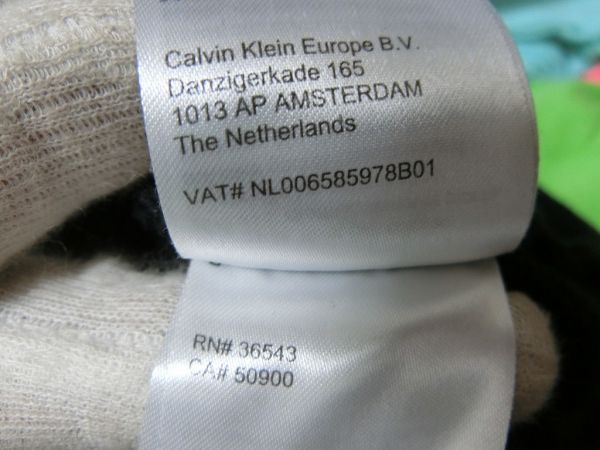 Calvin Klein Europe B.V.
Danzigerkade 165
1013 AP AMSTERDAM
The Netherlands
VAT# NL006585978B01
RN# 36543
CA# 50900